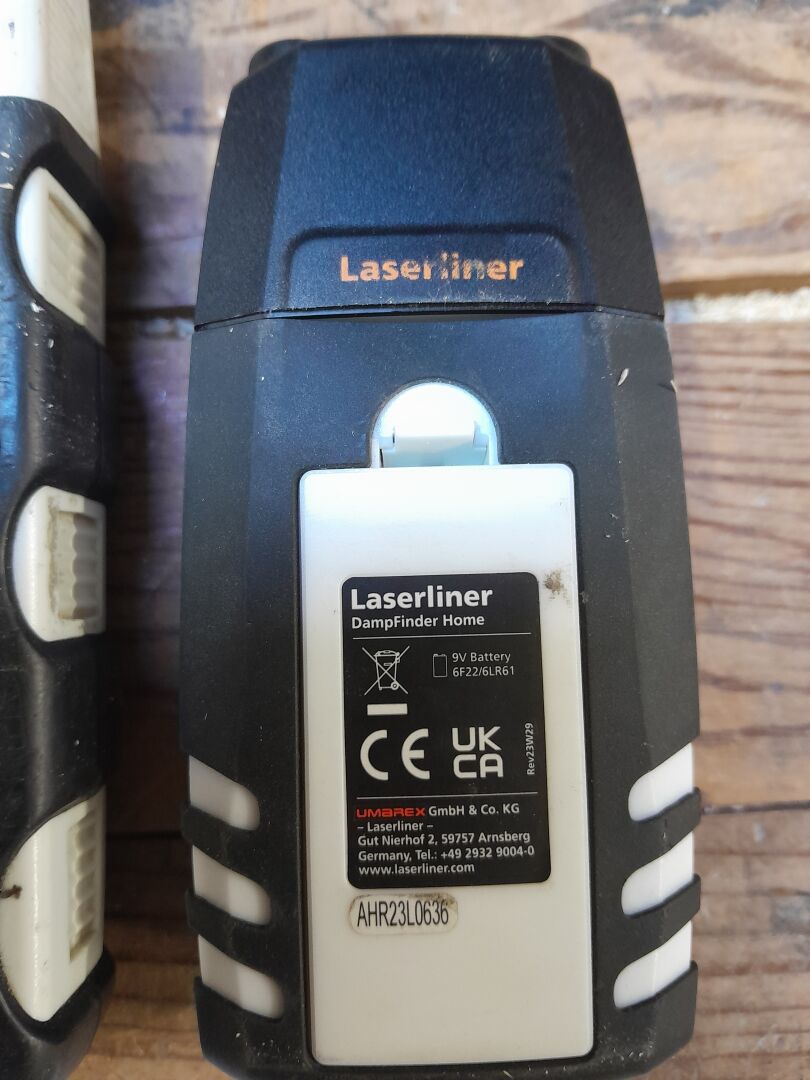 Laserliner
Laserliner
DampFinder Home
9V Battery
6F22/6LR61
CE
UK
CA
Rev23W29
UMAREX GmbH & Co. KG
– Laserliner –
Gut Nierhof 2, 59757 Arnsberg
Germany, Tel.: +49 2932 9004-0
www.laserliner.com
AHR23L0636